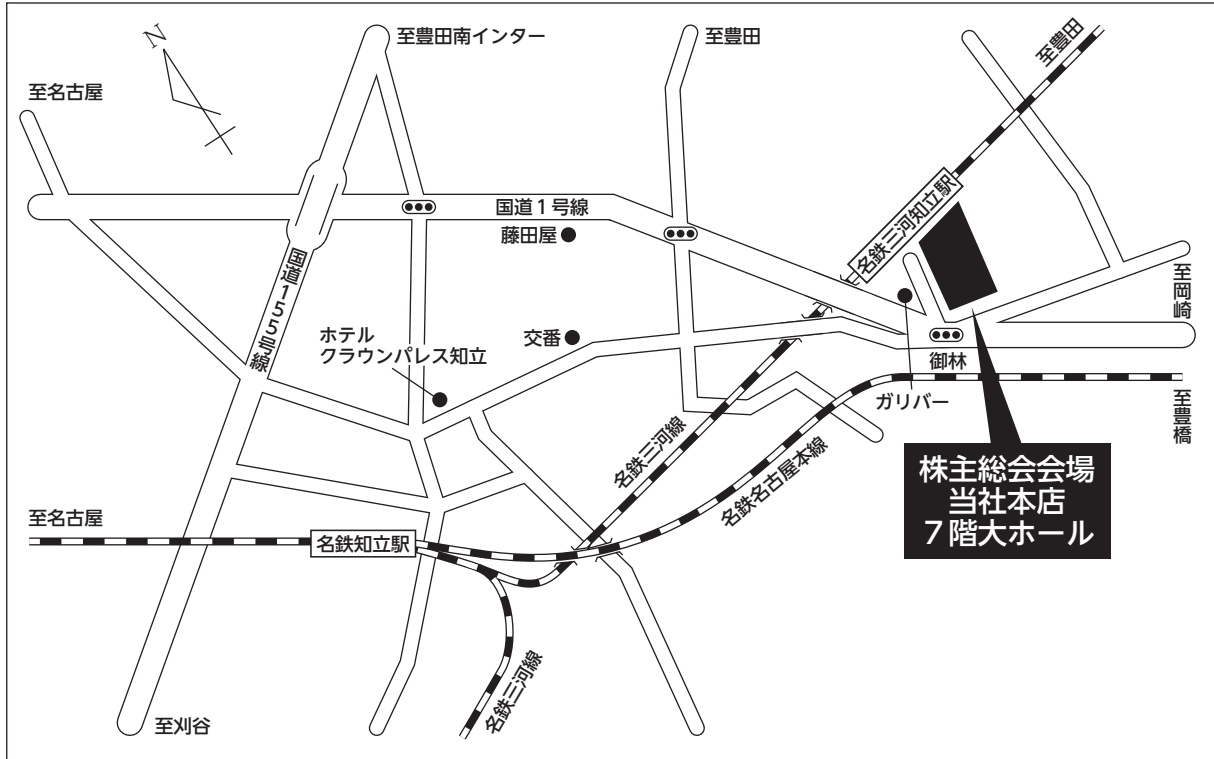 N
至豊田南インター
至豊田
至豊田
至名古屋
国道1号線
名鉄三河知立駅
藤田屋
国道155号線
至岡崎
ホテル
クラウンパレス知立
交番
御林
ガリバー
至豊橋
名鉄三河線
名鉄名古屋本線
株主総会会場
当社本店
7階大ホール
至名古屋
名鉄知立駅
名鉄三河線
至刈谷